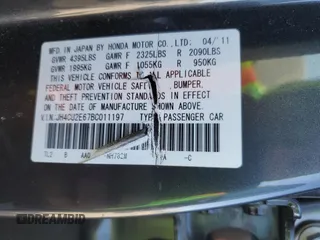 MFD. IN JAPAN BY HONDA MOTOR CO., LTD. 04/11
GVWR 4395LBS GAWR F 2325LBS R 2090LBS
GVWR 1995KG GAWR F 1055KG R 950KG
THIS VEHICLE CONFORMS TO ALL APPLICABLE
FEDERAL MOTOR VEHICLE SAFETY, BUMPER,
AND THEFT PREVENTION STANDARDS IN EFFECT
ON THE DATE OF MANUFACTURE SHOWN ABOVE.
V.I.N. JH4CU2E67BC011197 TYPE: PASSENGER CAR
AUTOBIDMASTER
DREAMBID